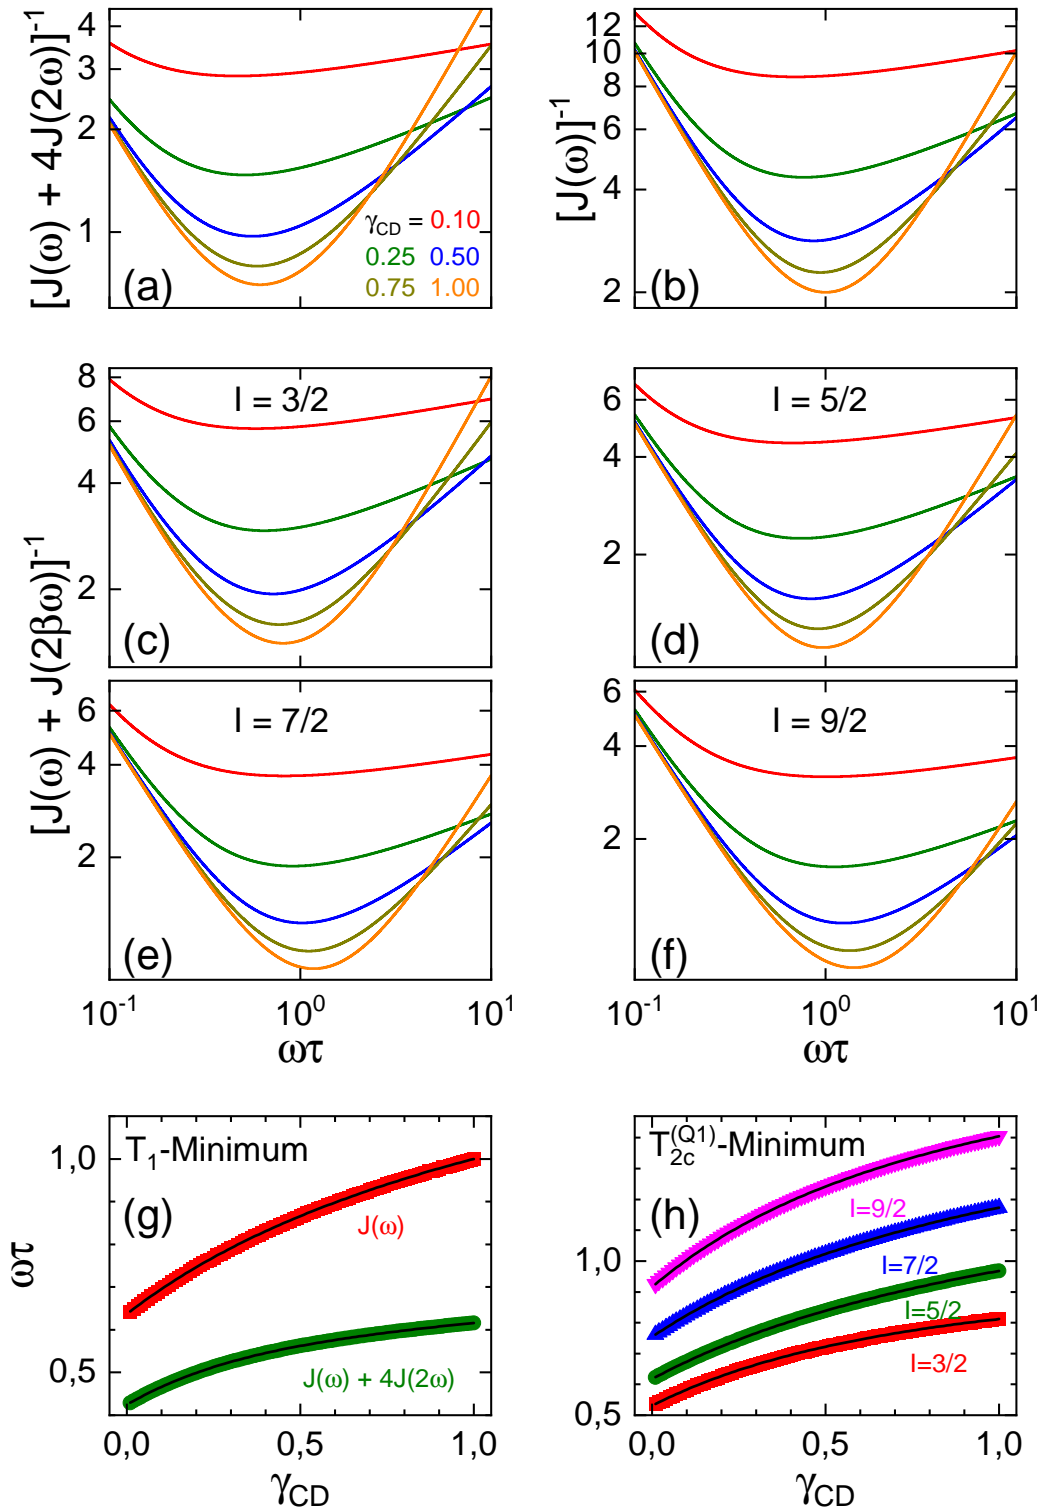 [J(ω) + 4J(2ω)]⁻¹
4
3
2
1
γCD = 0.10
0.25 0.50
0.75 1.00
(a)
[J(ω)]⁻¹
12
10
8
6
4
2
(b)
[J(ω) + J(2βω)]⁻¹
8
6
4
2
I = 3/2
(c)
6
4
2
I = 5/2
(d)
6
4
2
I = 7/2
(e)
10⁻¹ 10⁰ 10¹
ωτ
6
4
2
I = 9/2
(f)
10⁻¹ 10⁰ 10¹
ωτ
ωτ
1,0
0,5
T₁-Minimum
(g)
J(ω)
J(ω) + 4J(2ω)
0,0 0,5 1,0
γCD
1,0
0,5
T₂c^(Q1)-Minimum
(h)
I=9/2
I=7/2
I=5/2
I=3/2
0,0 0,5 1,0
γCD